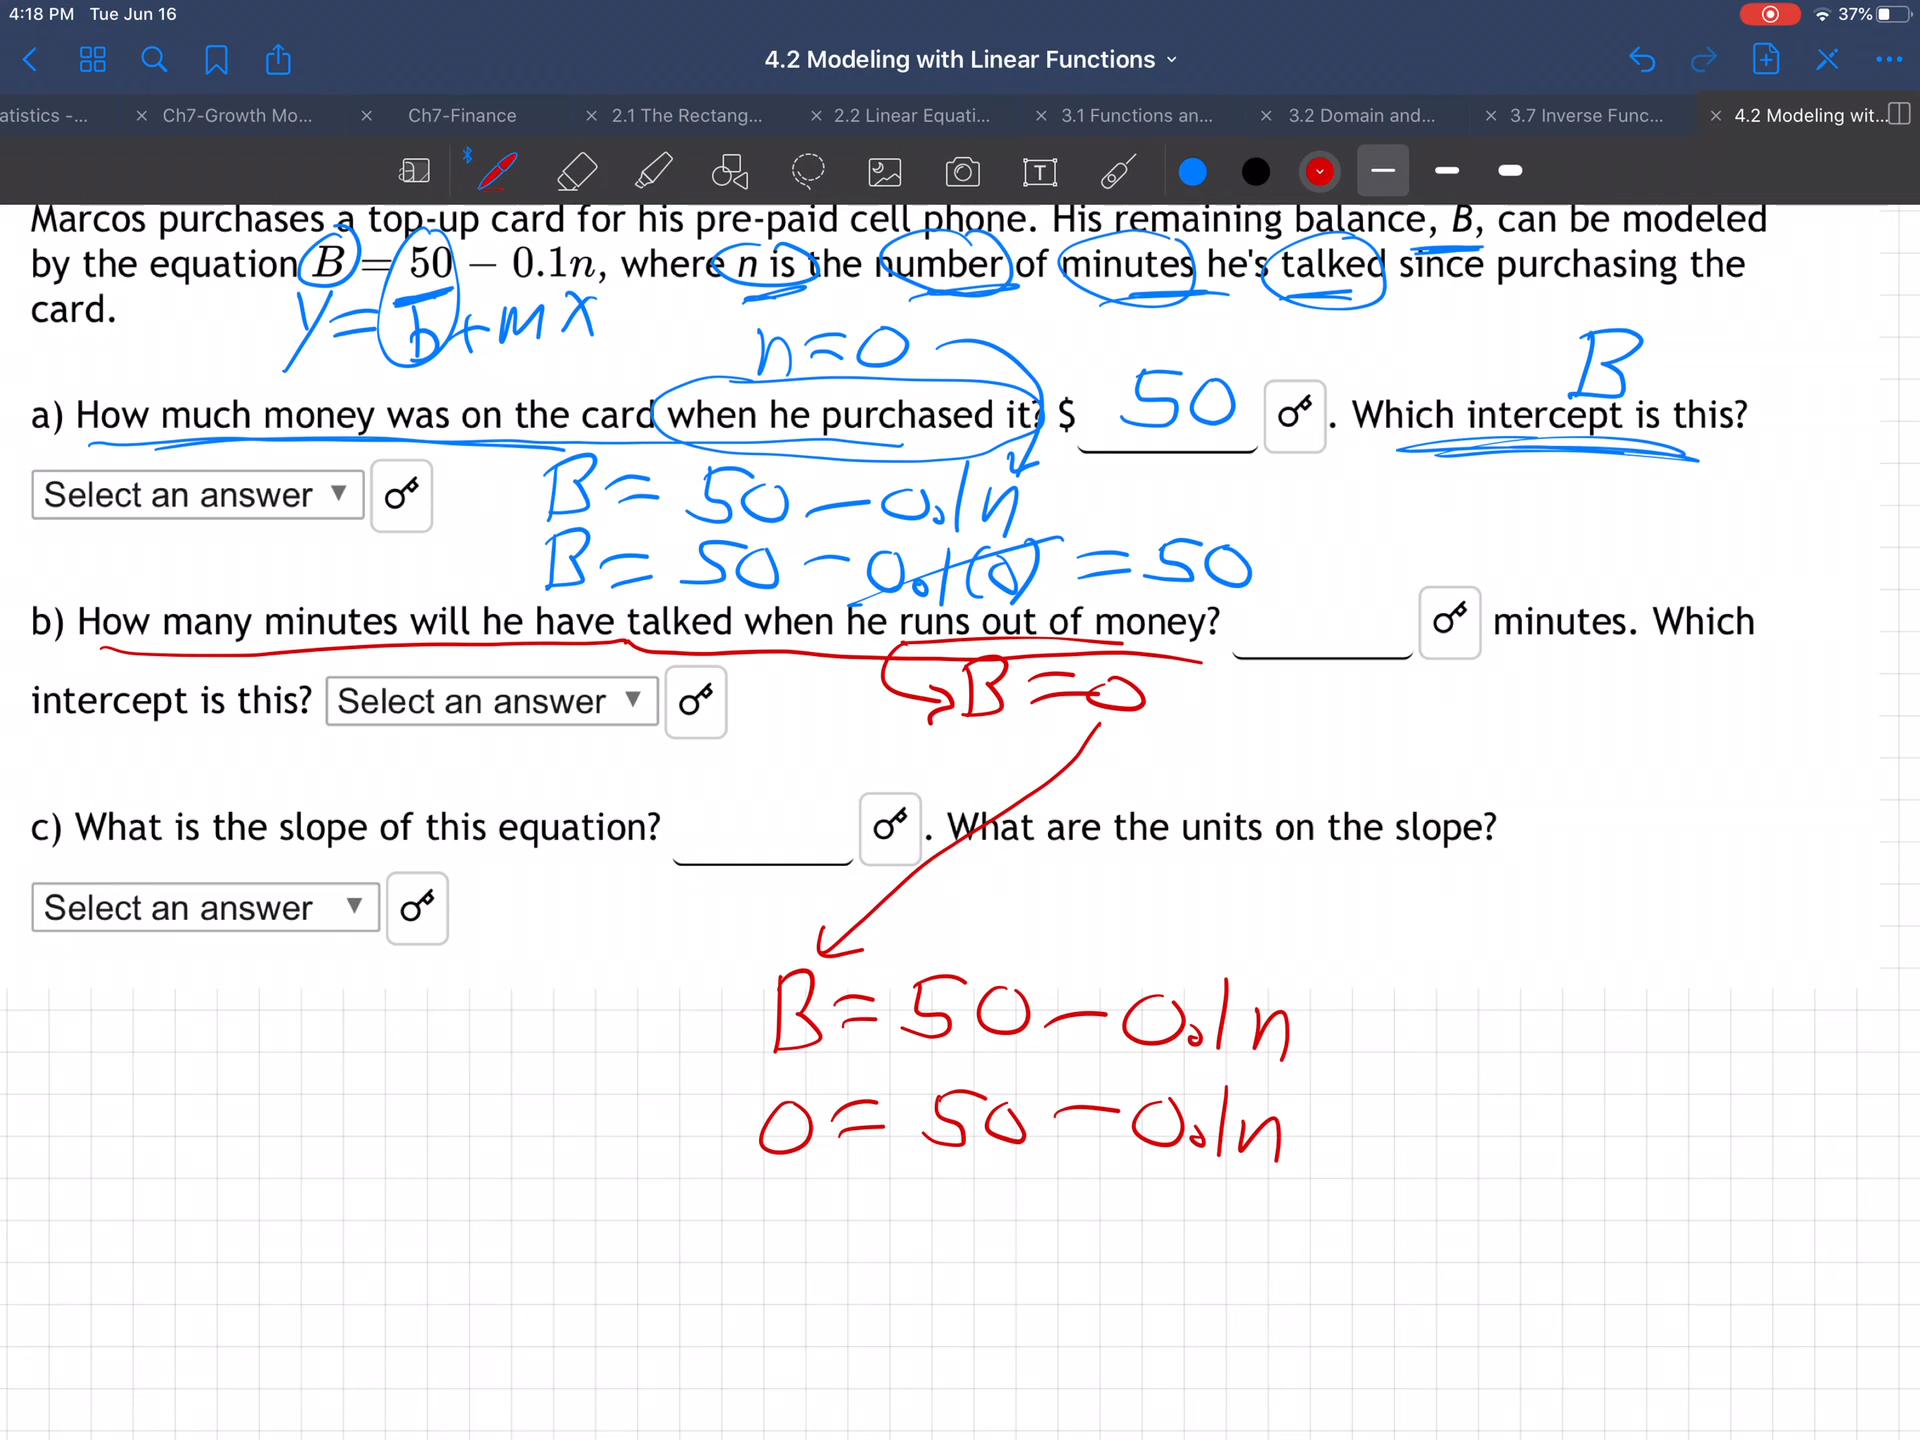 4:18 PM Tue Jun 16 37%
4.2 Modeling with Linear Functions
atistics -... × Ch7-Growth Mo... × Ch7-Finance × 2.1 The Rectang... × 2.2 Linear Equati... × 3.1 Functions an... × 3.2 Domain and... × 3.7 Inverse Func... × 4.2 Modeling wit...
T
Marcos purchases a top-up card for his pre-paid cell phone. His remaining balance, B, can be modeled
by the equation B = 50 − 0.1n, where n is the number of minutes he's talked since purchasing the
card.
y = b + mx
n = 0
B
a) How much money was on the card when he purchased it? $ 50 . Which intercept is this?
Select an answer
B = 50 − 0.1n
B = 50 − 0.1(0) = 50
b) How many minutes will he have talked when he runs out of money? minutes. Which
intercept is this? Select an answer
B = 0
c) What is the slope of this equation? . What are the units on the slope?
Select an answer
B = 50 − 0.1n
0 = 50 − 0.1n